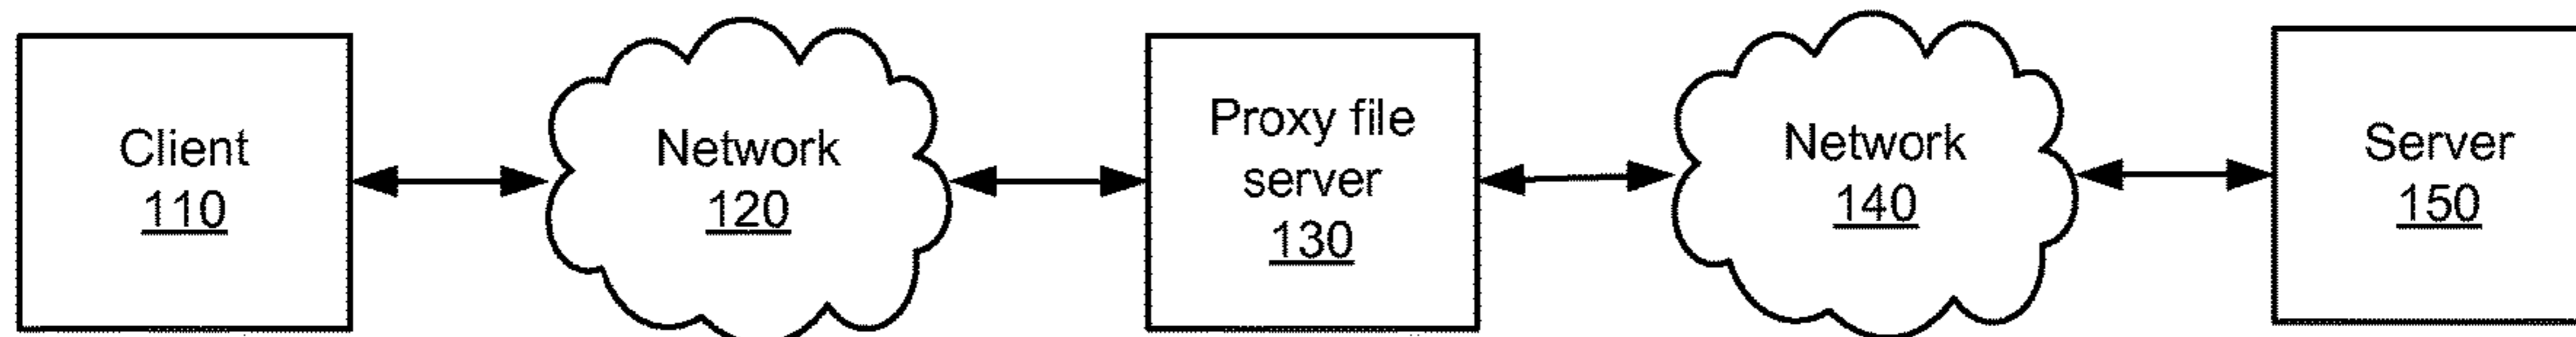 Client
110
Network
120
Proxy file
server
130
Network
140
Server
150